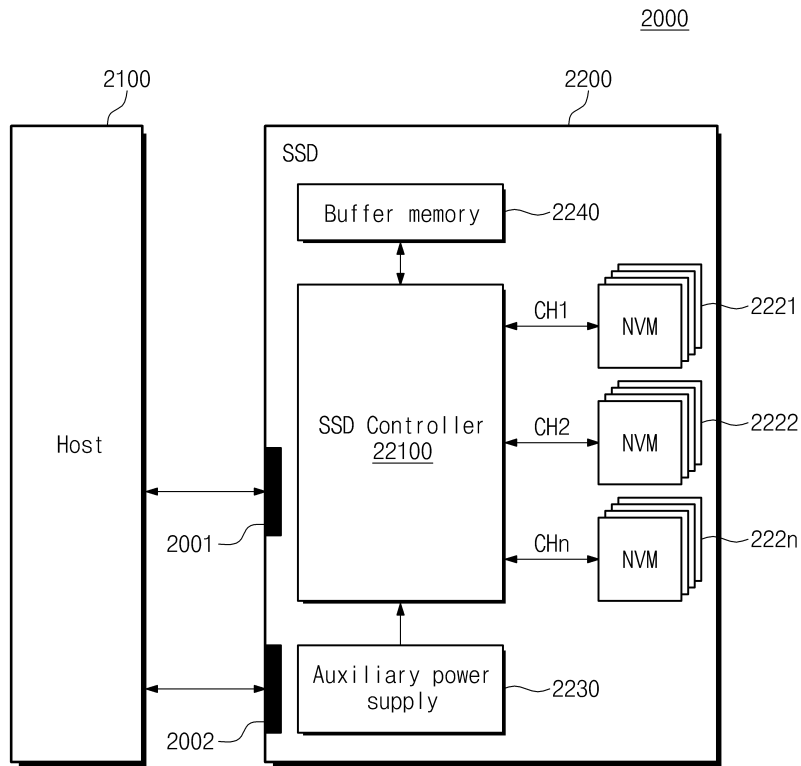 2000
2100
2200
SSD
Buffer memory
2240
CH1
NVM
2221
SSD Controller
22100
CH2
NVM
2222
Host
2001
CHn
NVM
222n
Auxiliary power
supply
2230
2002